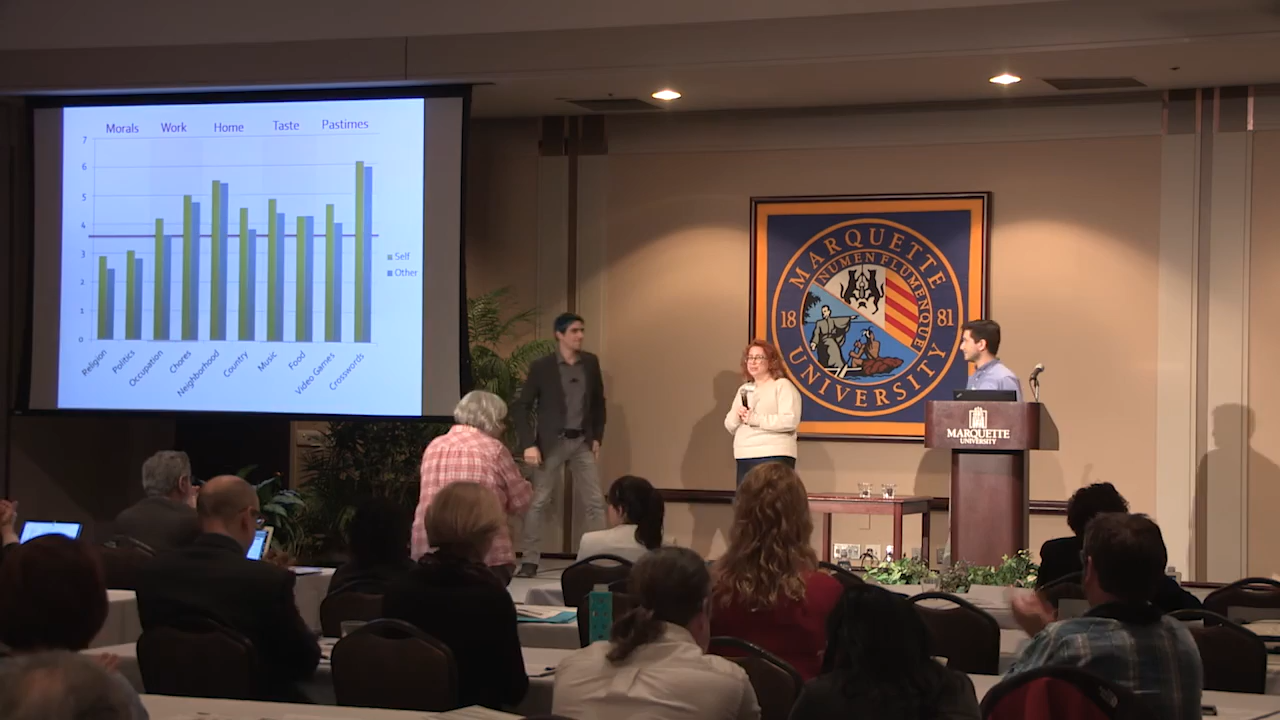 Morals Work Home Taste Pastimes
7
6
5
4
3
2
1
0
Self
Other
Religion
Politics
Occupation
Chores
Neighborhood
Country
Music
Food
Video Games
Crosswords
MARQUETTE
NUMEN FLUMENQUE
18 81
UNIVERSITY
MARQUETTE
UNIVERSITY